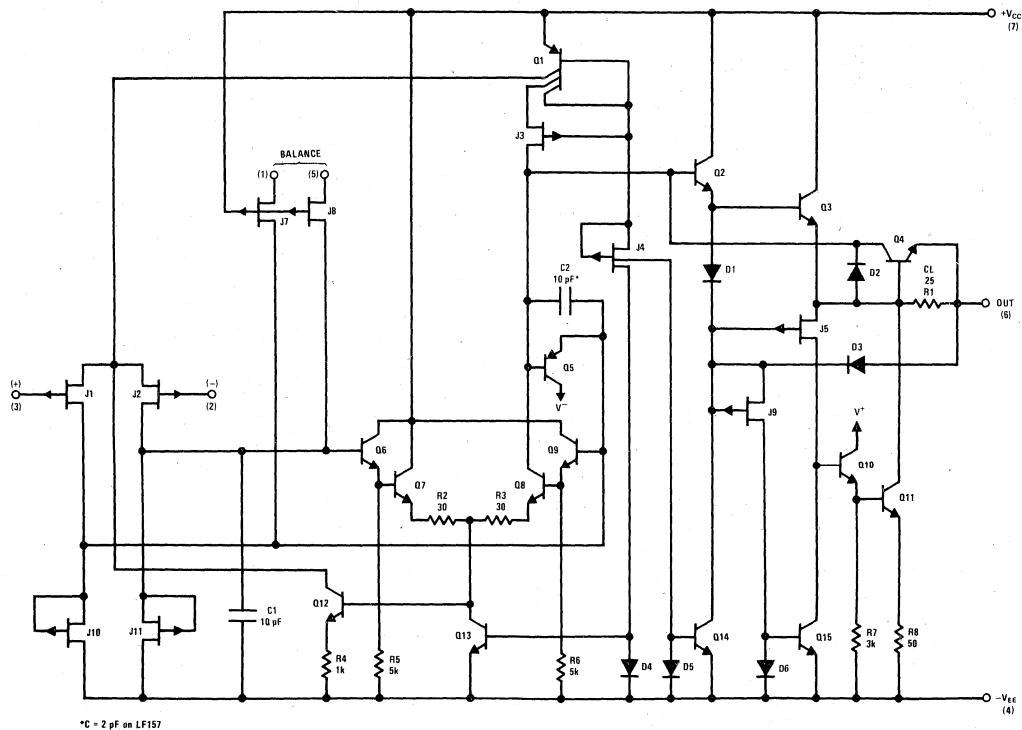 +VCC
(7)
Q1
J3
BALANCE
(1)
(5)
J7
J8
Q2
Q3
J4
Q4
C2
10 pF*
D1
D2
CL
25
R1
OUT
(6)
J5
Q5
V−
D3
(+)
(3)
J1
J2
(−)
(2)
J9
V+
Q6
Q9
Q10
Q7
Q8
R2
30
R3
30
Q11
C1
10 pF
Q12
J10
J11
Q13
Q14
Q15
R4
1k
R5
5k
R6
5k
D4
D5
D6
R7
3k
R8
50
−VEE
(4)
*C = 2 pF on LF157